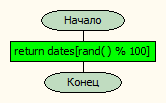 Начало
return dates[rand( ) % 100]
Конец